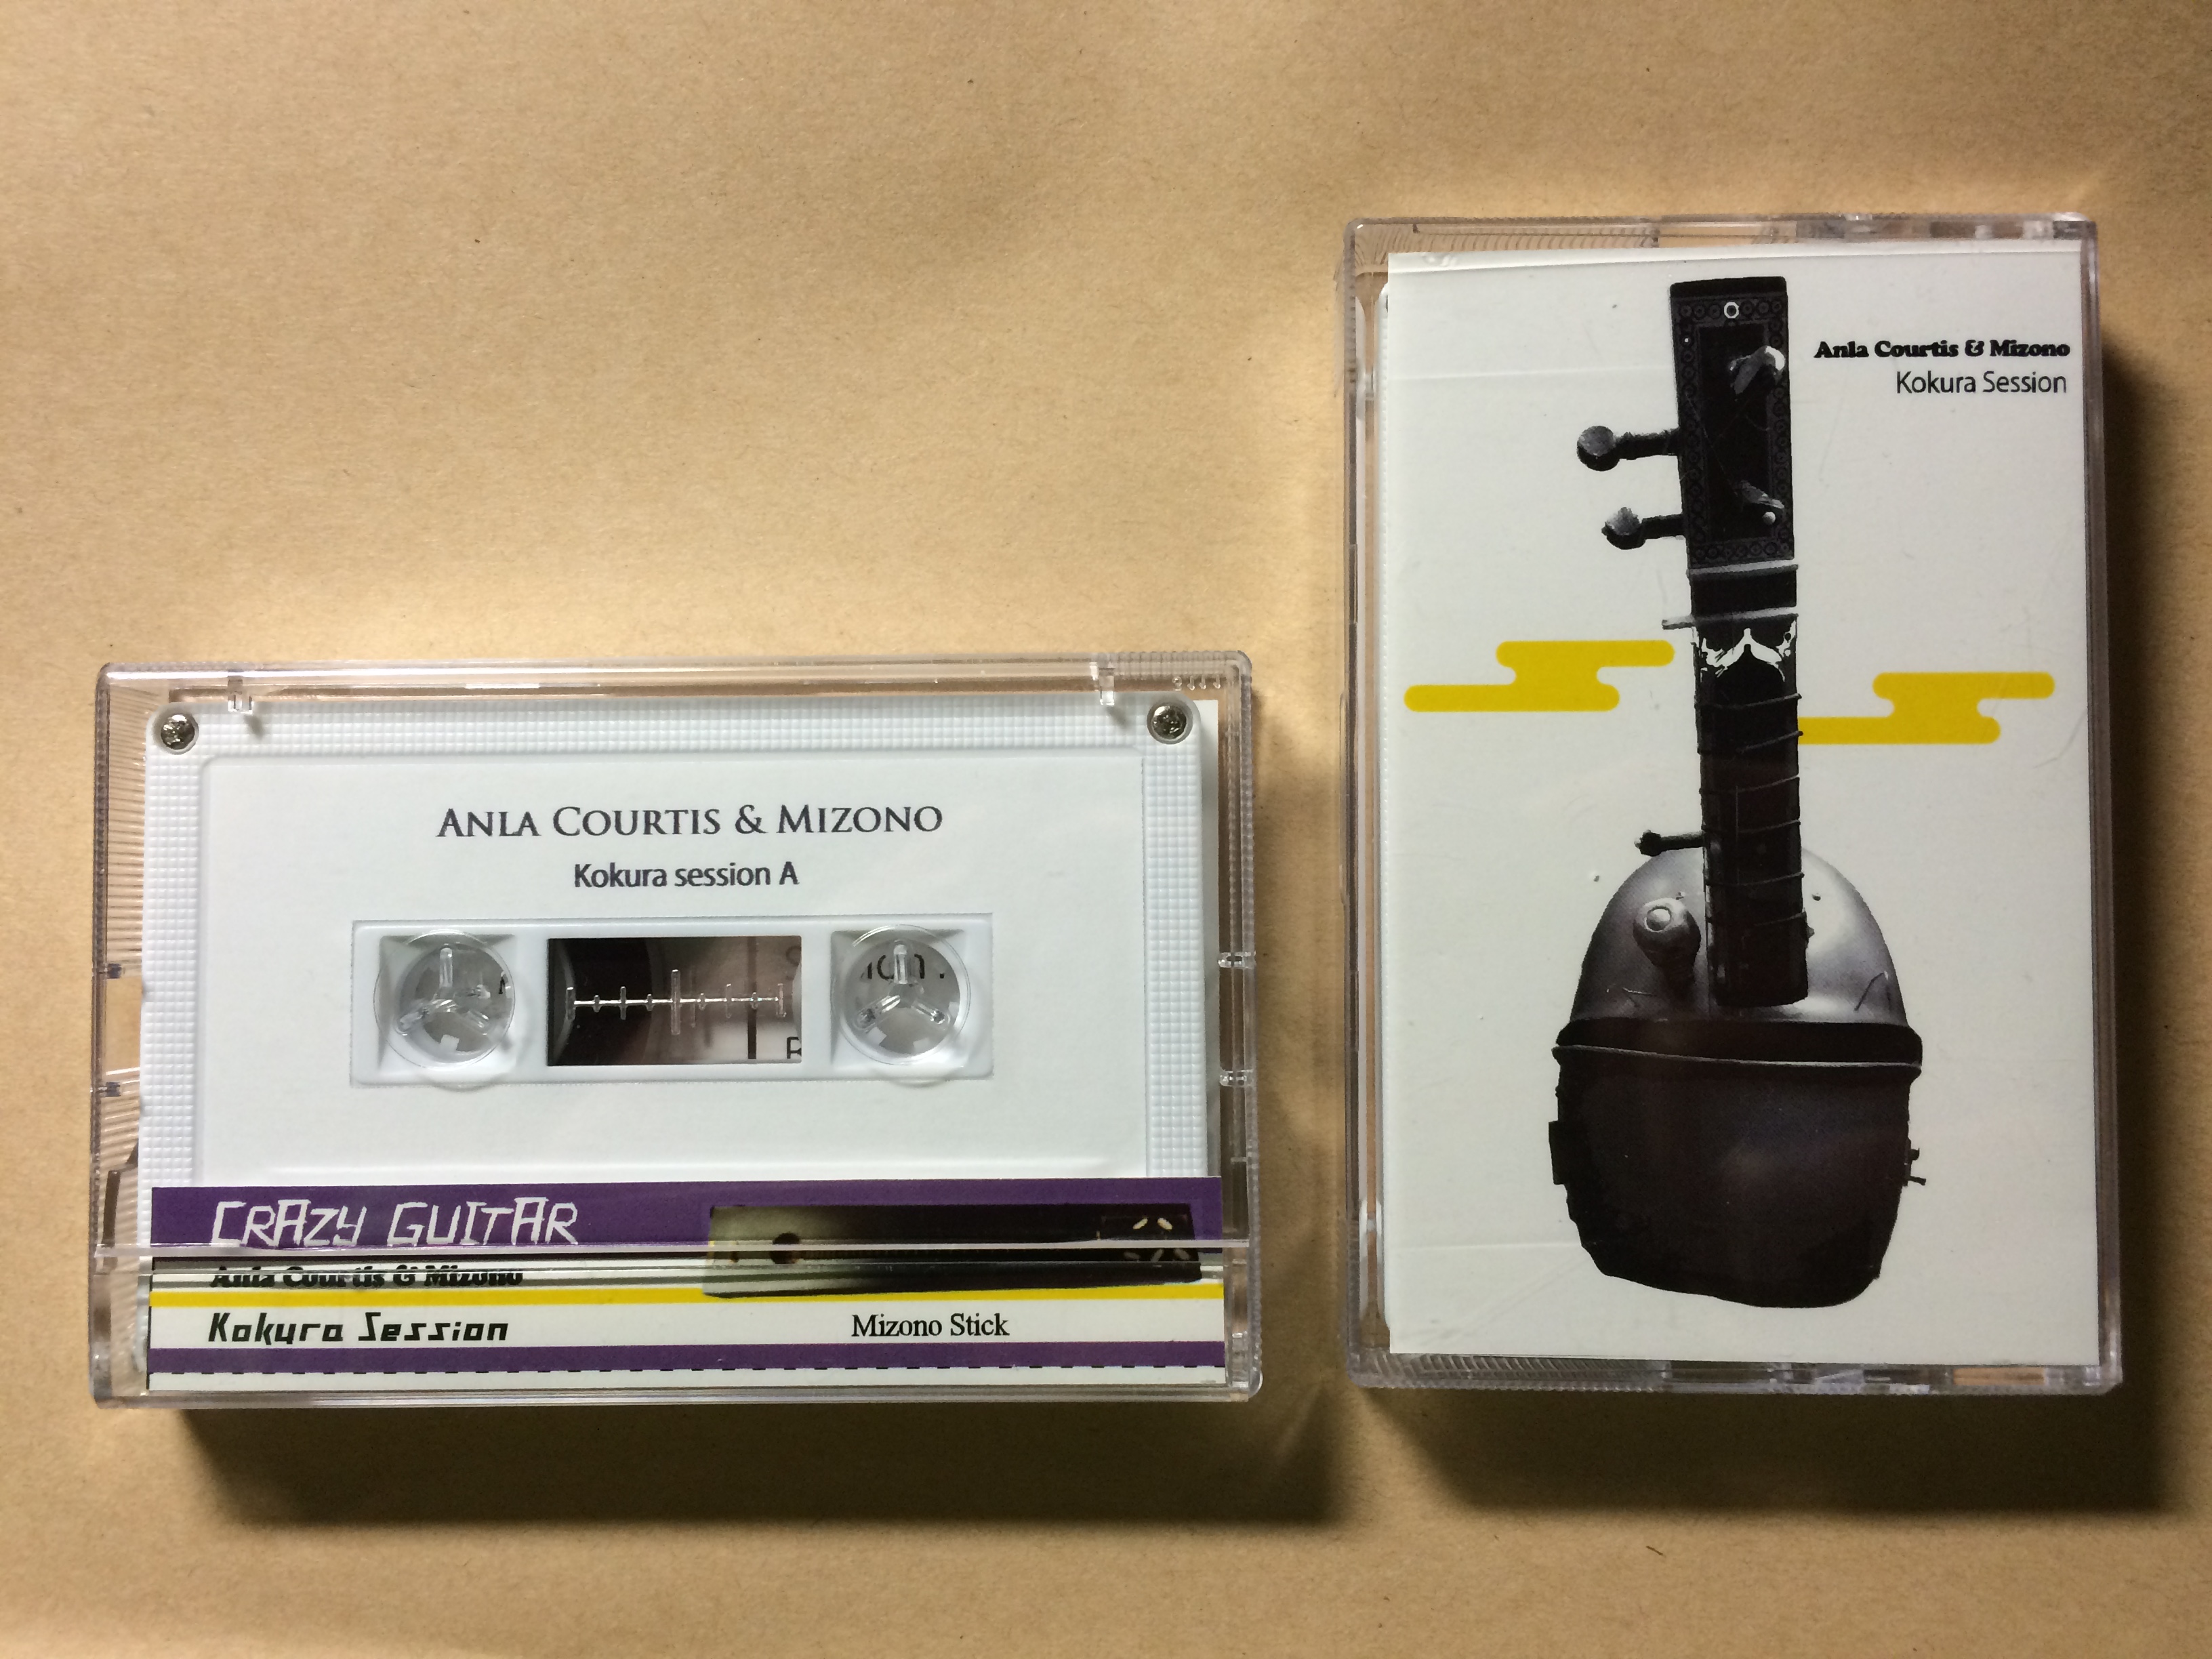 ANLA COURTIS & MIZONO
Kokura session A
CRAZY GUITAR
Anla Courtis & Mizono
Kokura Session
Mizono Stick
Anla Courtis & Mizono
Kokura Session